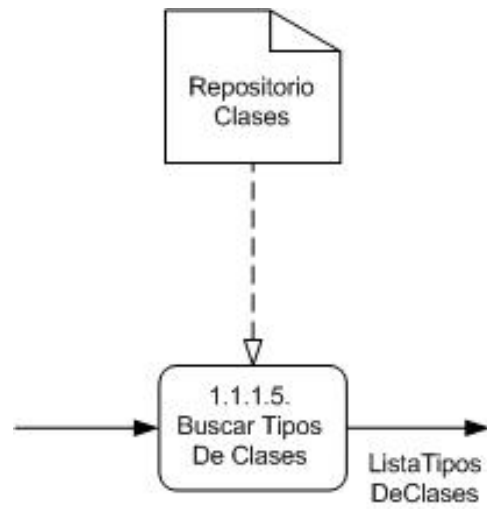 Repositorio
Clases
1.1.1.5.
Buscar Tipos
De Clases
ListaTipos
DeClases